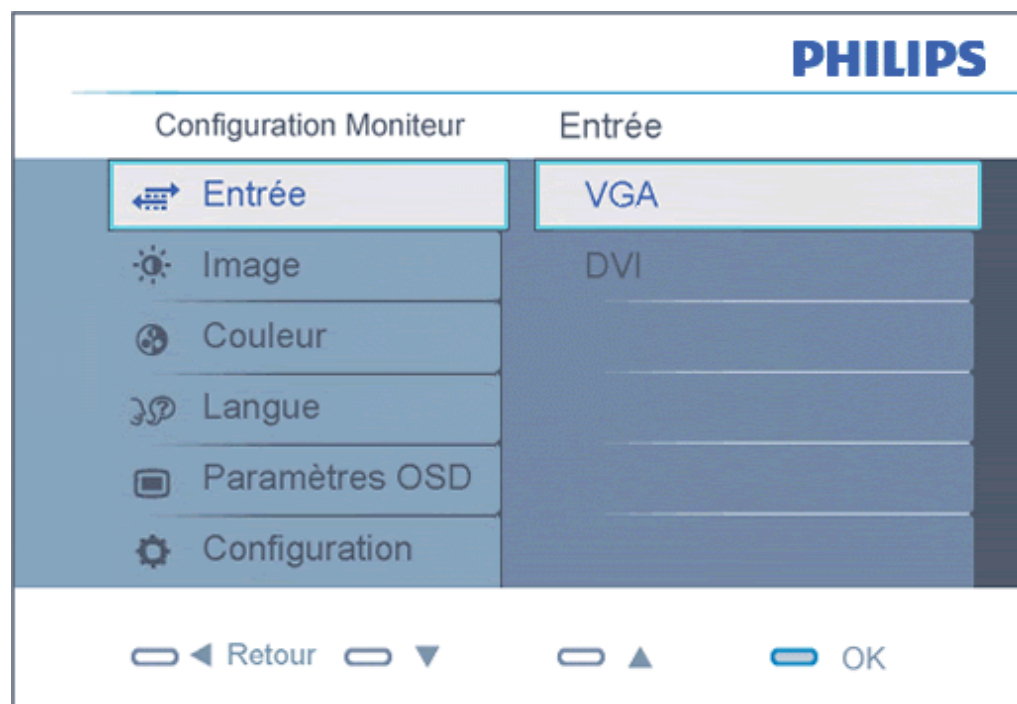 PHILIPS
Configuration Moniteur
Entrée
Entrée
VGA
Image
DVI
Couleur
Langue
Paramètres OSD
Configuration
Retour
OK